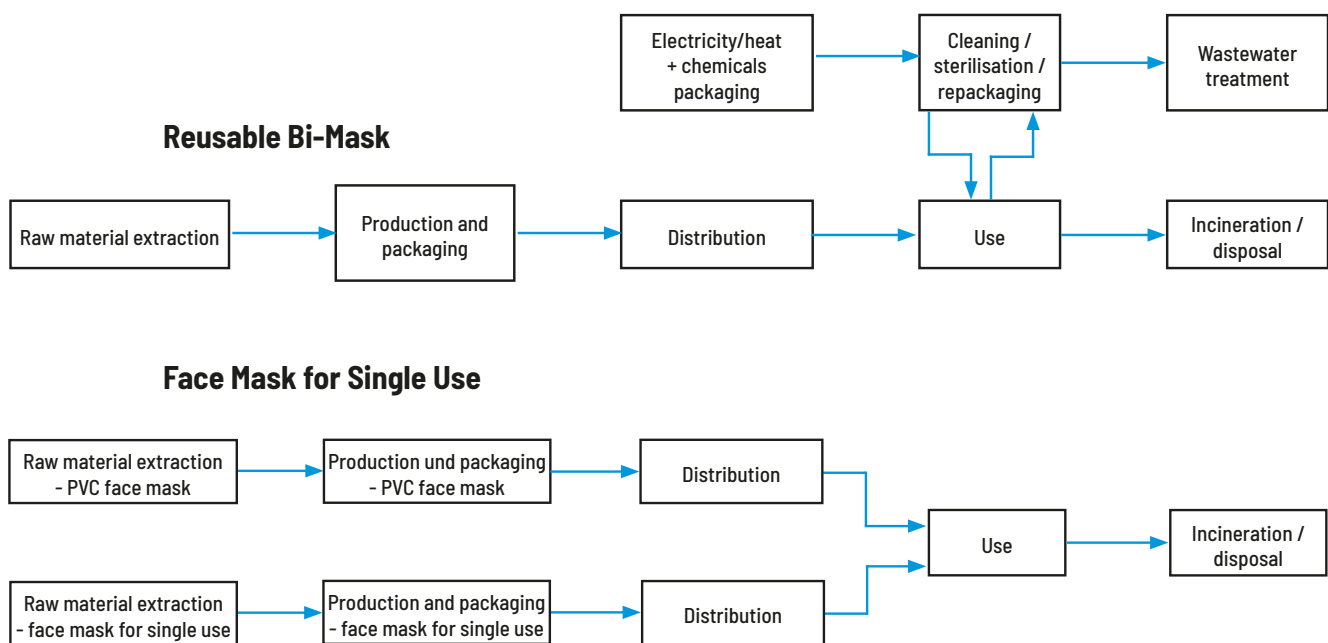 Electricity/heat
+ chemicals
packaging
Cleaning /
sterilisation /
repackaging
Wastewater
treatment
Reusable Bi-Mask
Raw material extraction
Production and
packaging
Distribution
Use
Incineration /
disposal
Face Mask for Single Use
Raw material extraction
- PVC face mask
Production und packaging
- PVC face mask
Distribution
Use
Incineration /
disposal
Raw material extraction
- face mask for single use
Production and packaging
- face mask for single use
Distribution